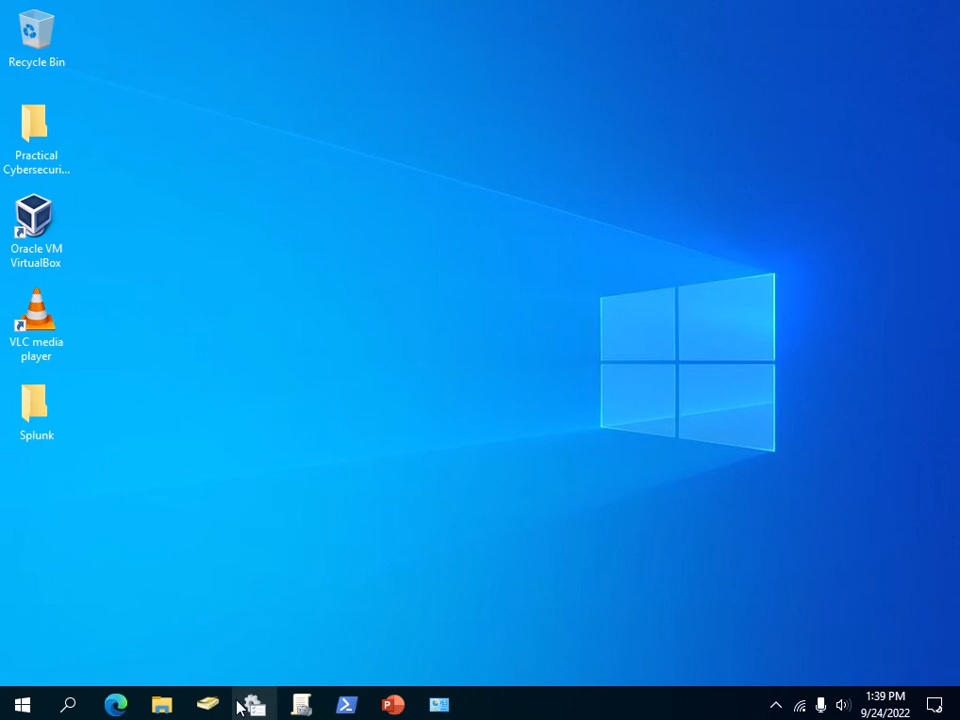 Recycle Bin
Practical
Cybersecuri...
Oracle VM
VirtualBox
VLC media
player
Splunk
P
1:39 PM
9/24/2022